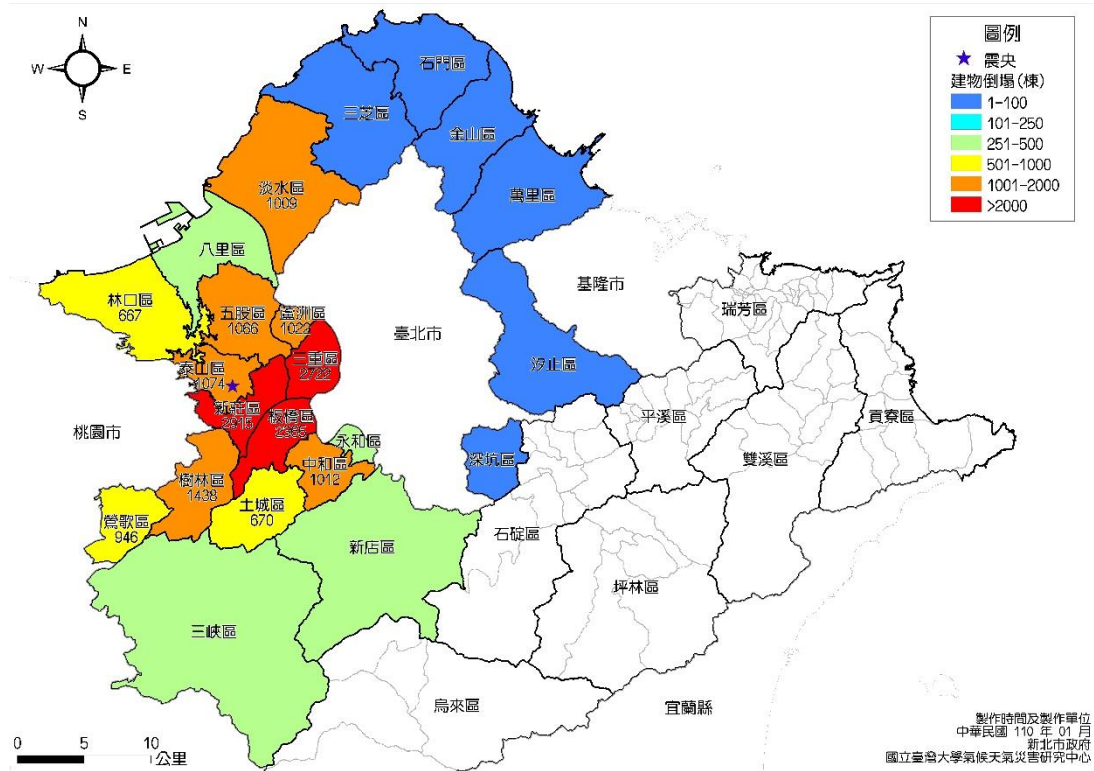 N
W
E
S
圖例
震央
建物倒塌(棟)
1-100
101-250
251-500
501-1000
1001-2000
>2000
石門區
三芝區
金山區
萬里區
淡水區
1009
八里區
林口區
667
五股區
1066
蘆洲區
1023
三重區
2722
泰山區
1074
新莊區
2915
板橋區
永和區
中和區
1012
樹林區
1438
土城區
670
鶯歌區
946
三峽區
新店區
深坑區
汐止區
基隆市
臺北市
桃園市
瑞芳區
平溪區
雙溪區
貢寮區
石碇區
坪林區
烏來區
宜蘭縣
0 5 10
公里
製作時間及製作單位
中華民國 110 年 01 月
新北市政府
國立臺灣大學氣候天氣災害研究中心